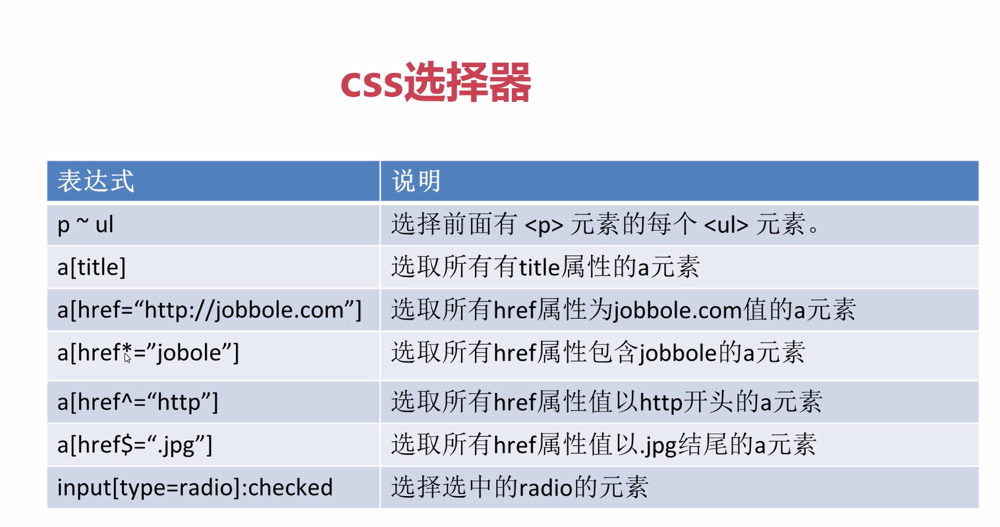 css选择器
表达式 说明
p ~ ul 选择前面有 <p> 元素的每个 <ul> 元素。
a[title] 选取所有有title属性的a元素
a[href=“http://jobbole.com”] 选取所有href属性为jobbole.com值的a元素
a[href*=”jobole”] 选取所有href属性包含jobbole的a元素
a[href^=“http”] 选取所有href属性值以http开头的a元素
a[href$=“.jpg”] 选取所有href属性值以.jpg结尾的a元素
input[type=radio]:checked 选择选中的radio的元素